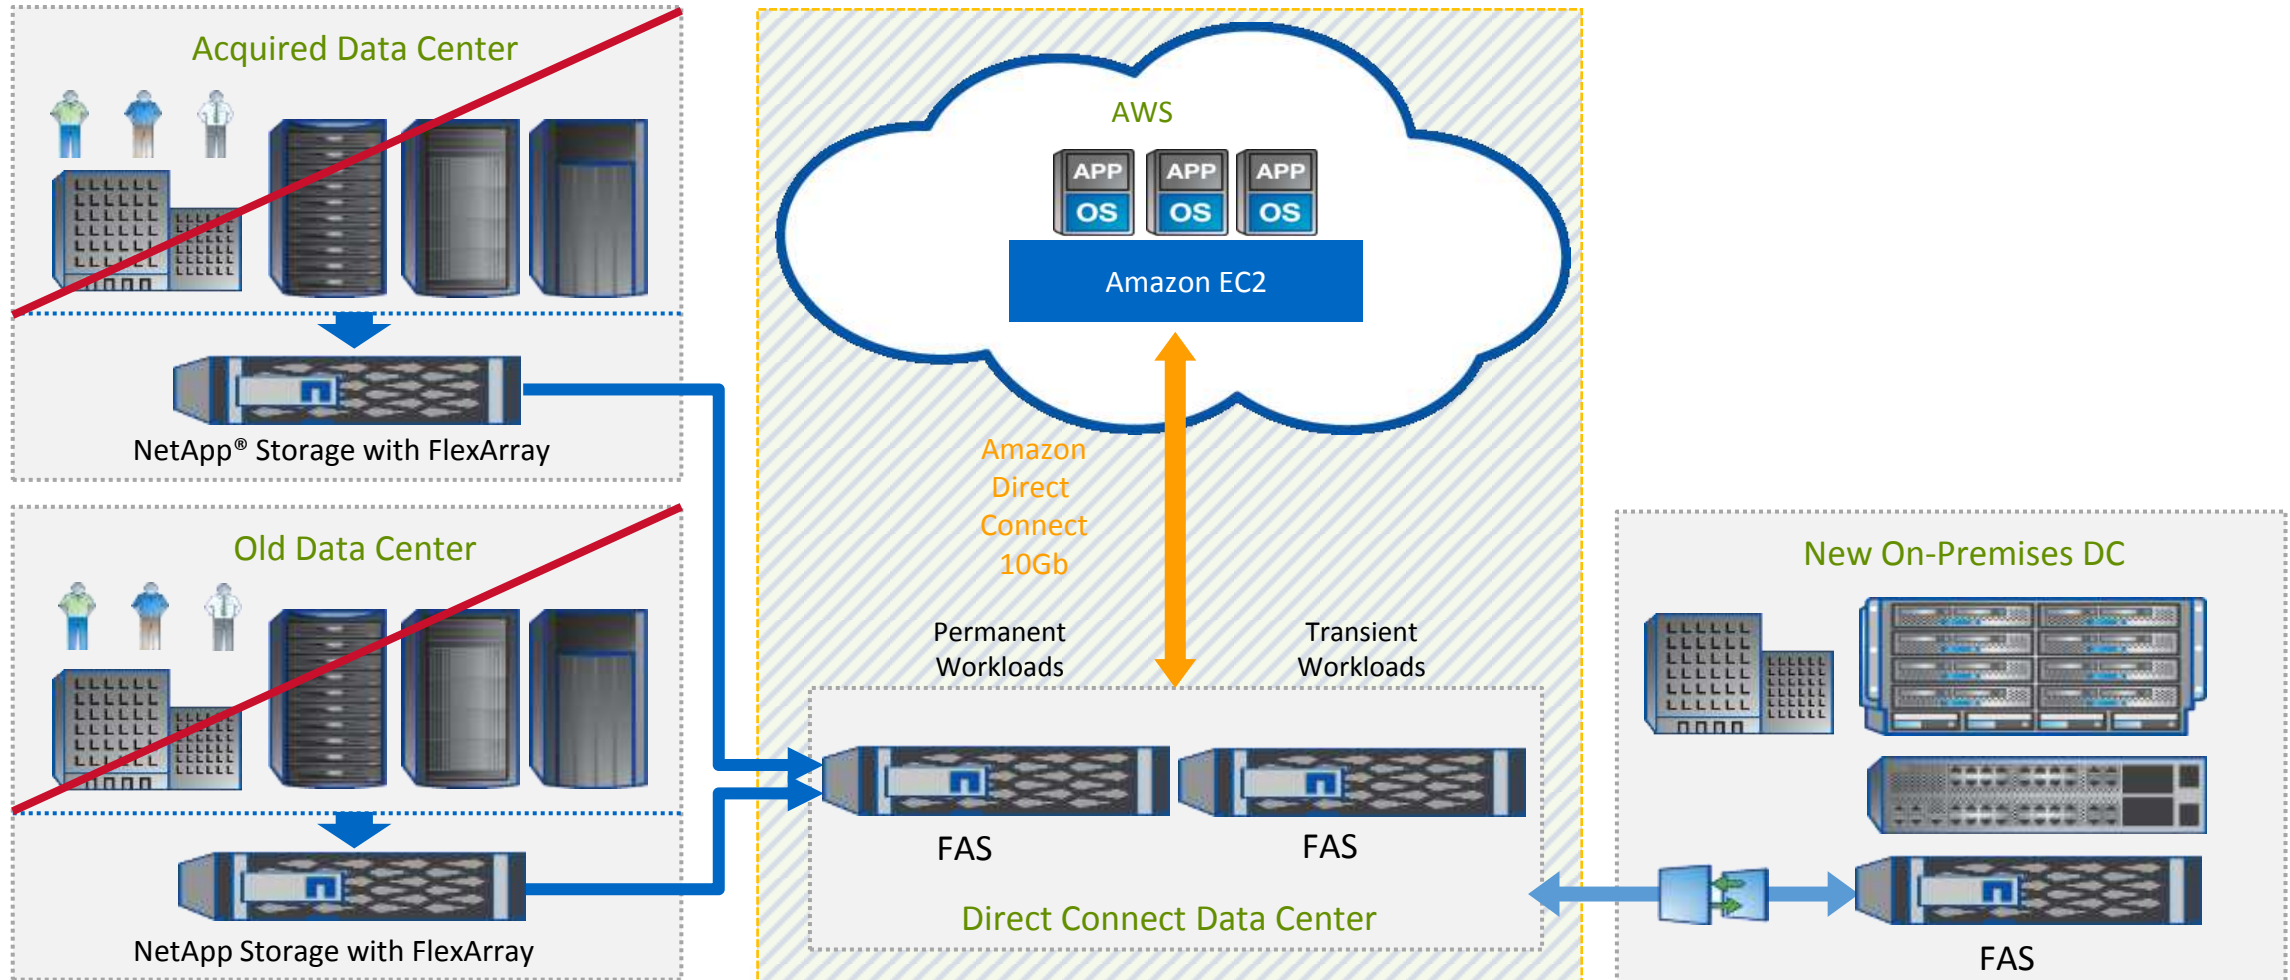 Acquired Data Center
NetApp® Storage with FlexArray
Old Data Center
NetApp Storage with FlexArray
AWS
APP
OS
APP
OS
APP
OS
Amazon EC2
Amazon
Direct
Connect
10Gb
Permanent
Workloads
Transient
Workloads
FAS
FAS
Direct Connect Data Center
New On-Premises DC
FAS